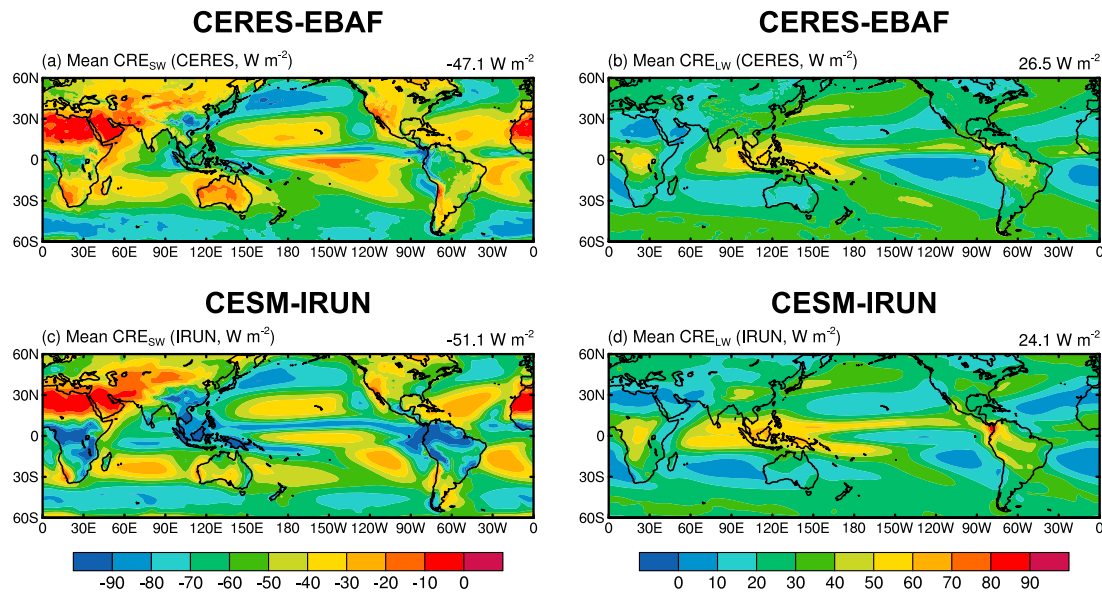 CERES-EBAF
CERES-EBAF
(a) Mean CRE_SW (CERES, W m⁻²) -47.1 W m⁻²
(b) Mean CRE_LW (CERES, W m⁻²) 26.5 W m⁻²
60N
30N
0
30S
60S
0 30E 60E 90E 120E 150E 180 150W 120W 90W 60W 30W 0
60N
30N
0
30S
60S
0 30E 60E 90E 120E 150E 180 150W 120W 90W 60W 30W 0
CESM-IRUN
CESM-IRUN
(c) Mean CRE_SW (IRUN, W m⁻²) -51.1 W m⁻²
(d) Mean CRE_LW (IRUN, W m⁻²) 24.1 W m⁻²
60N
30N
0
30S
60S
0 30E 60E 90E 120E 150E 180 150W 120W 90W 60W 30W 0
60N
30N
0
30S
60S
0 30E 60E 90E 120E 150E 180 150W 120W 90W 60W 30W 0
-90 -80 -70 -60 -50 -40 -30 -20 -10 0
0 10 20 30 40 50 60 70 80 90